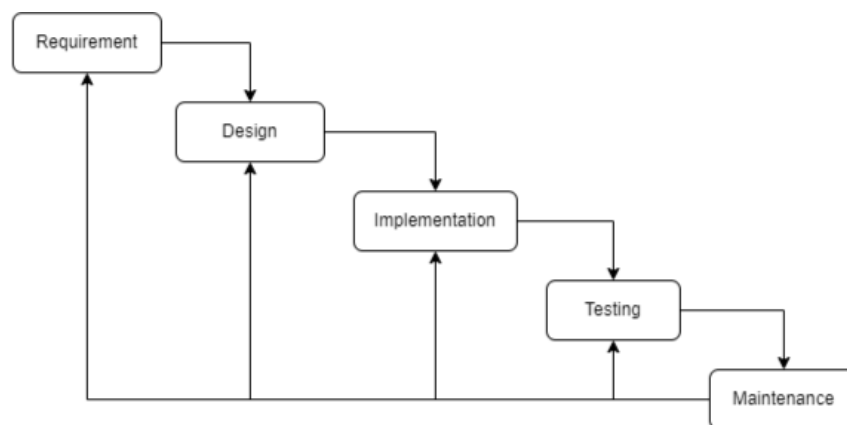 Requirement
Design
Implementation
Testing
Maintenance